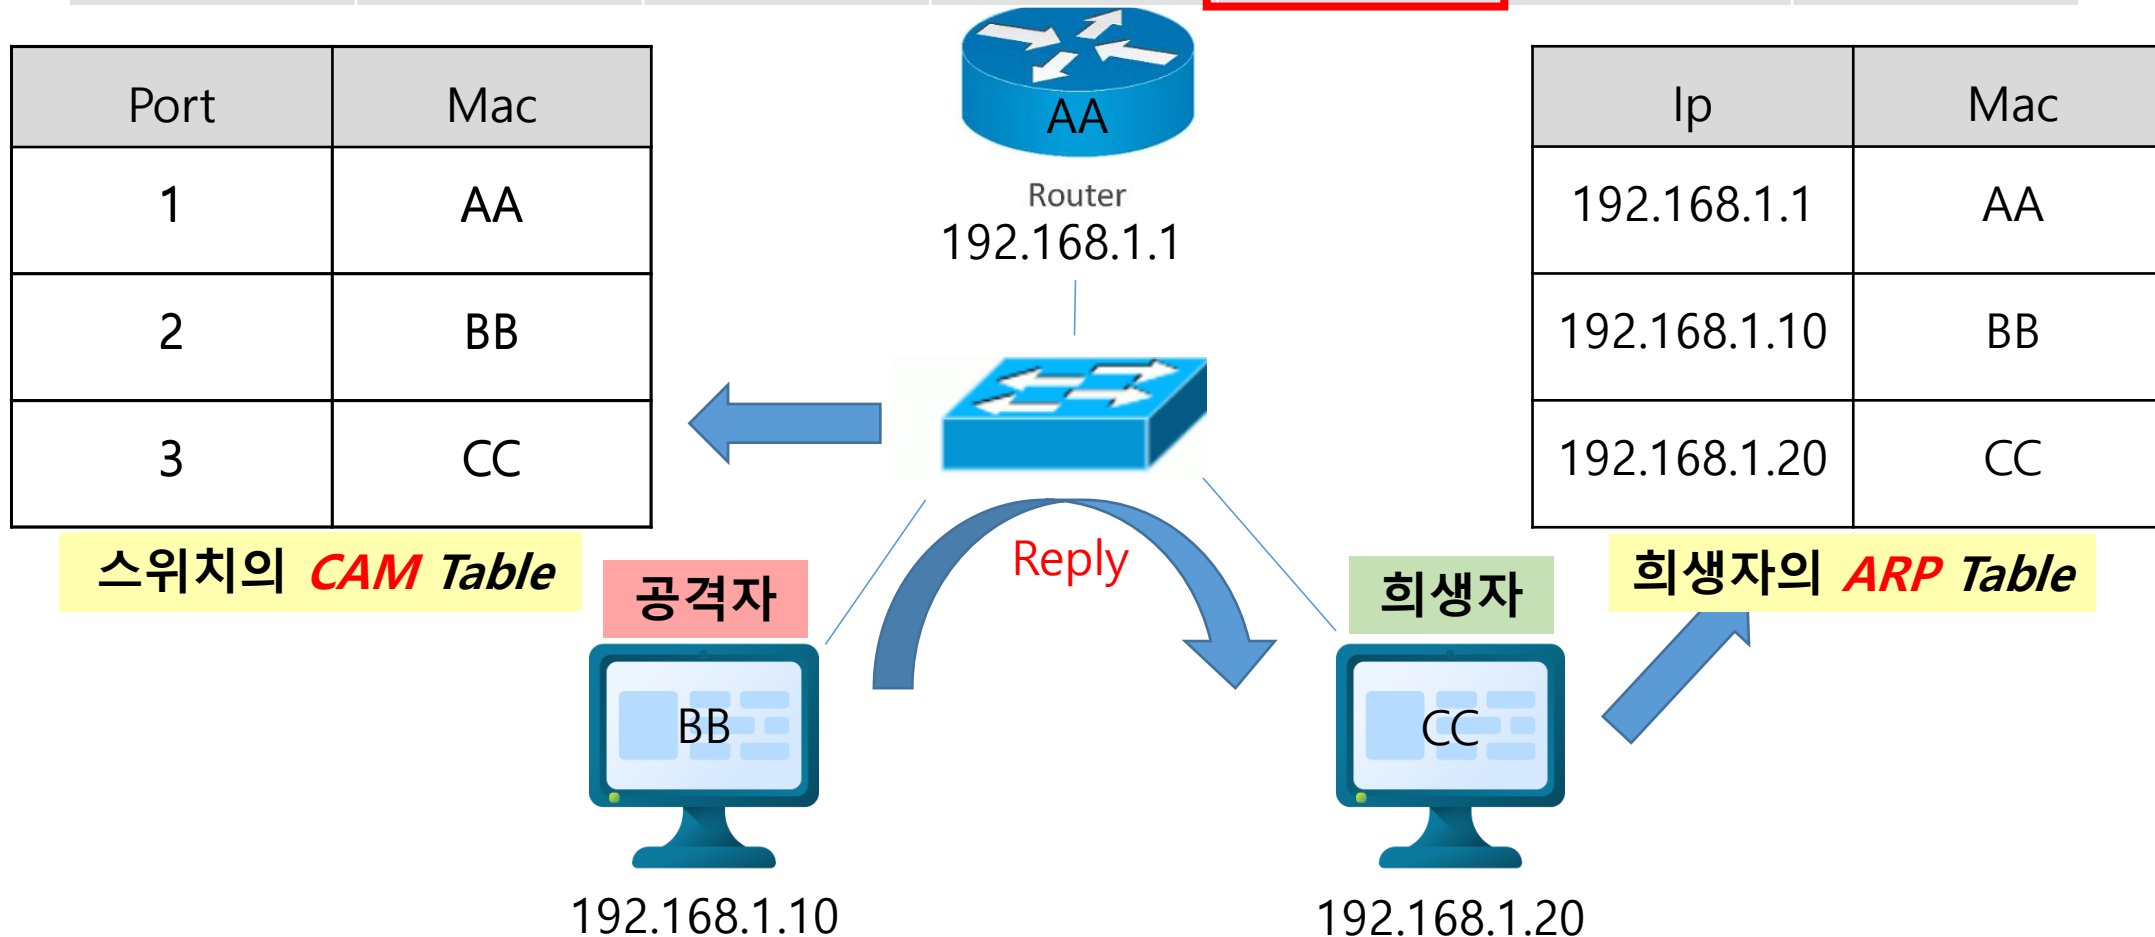 Port Mac
1 AA
2 BB
3 CC
스위치의 CAM Table
AA
Router
192.168.1.1
Ip Mac
192.168.1.1 AA
192.168.1.10 BB
192.168.1.20 CC
희생자의 ARP Table
Reply
공격자
희생자
BB
CC
192.168.1.10
192.168.1.20